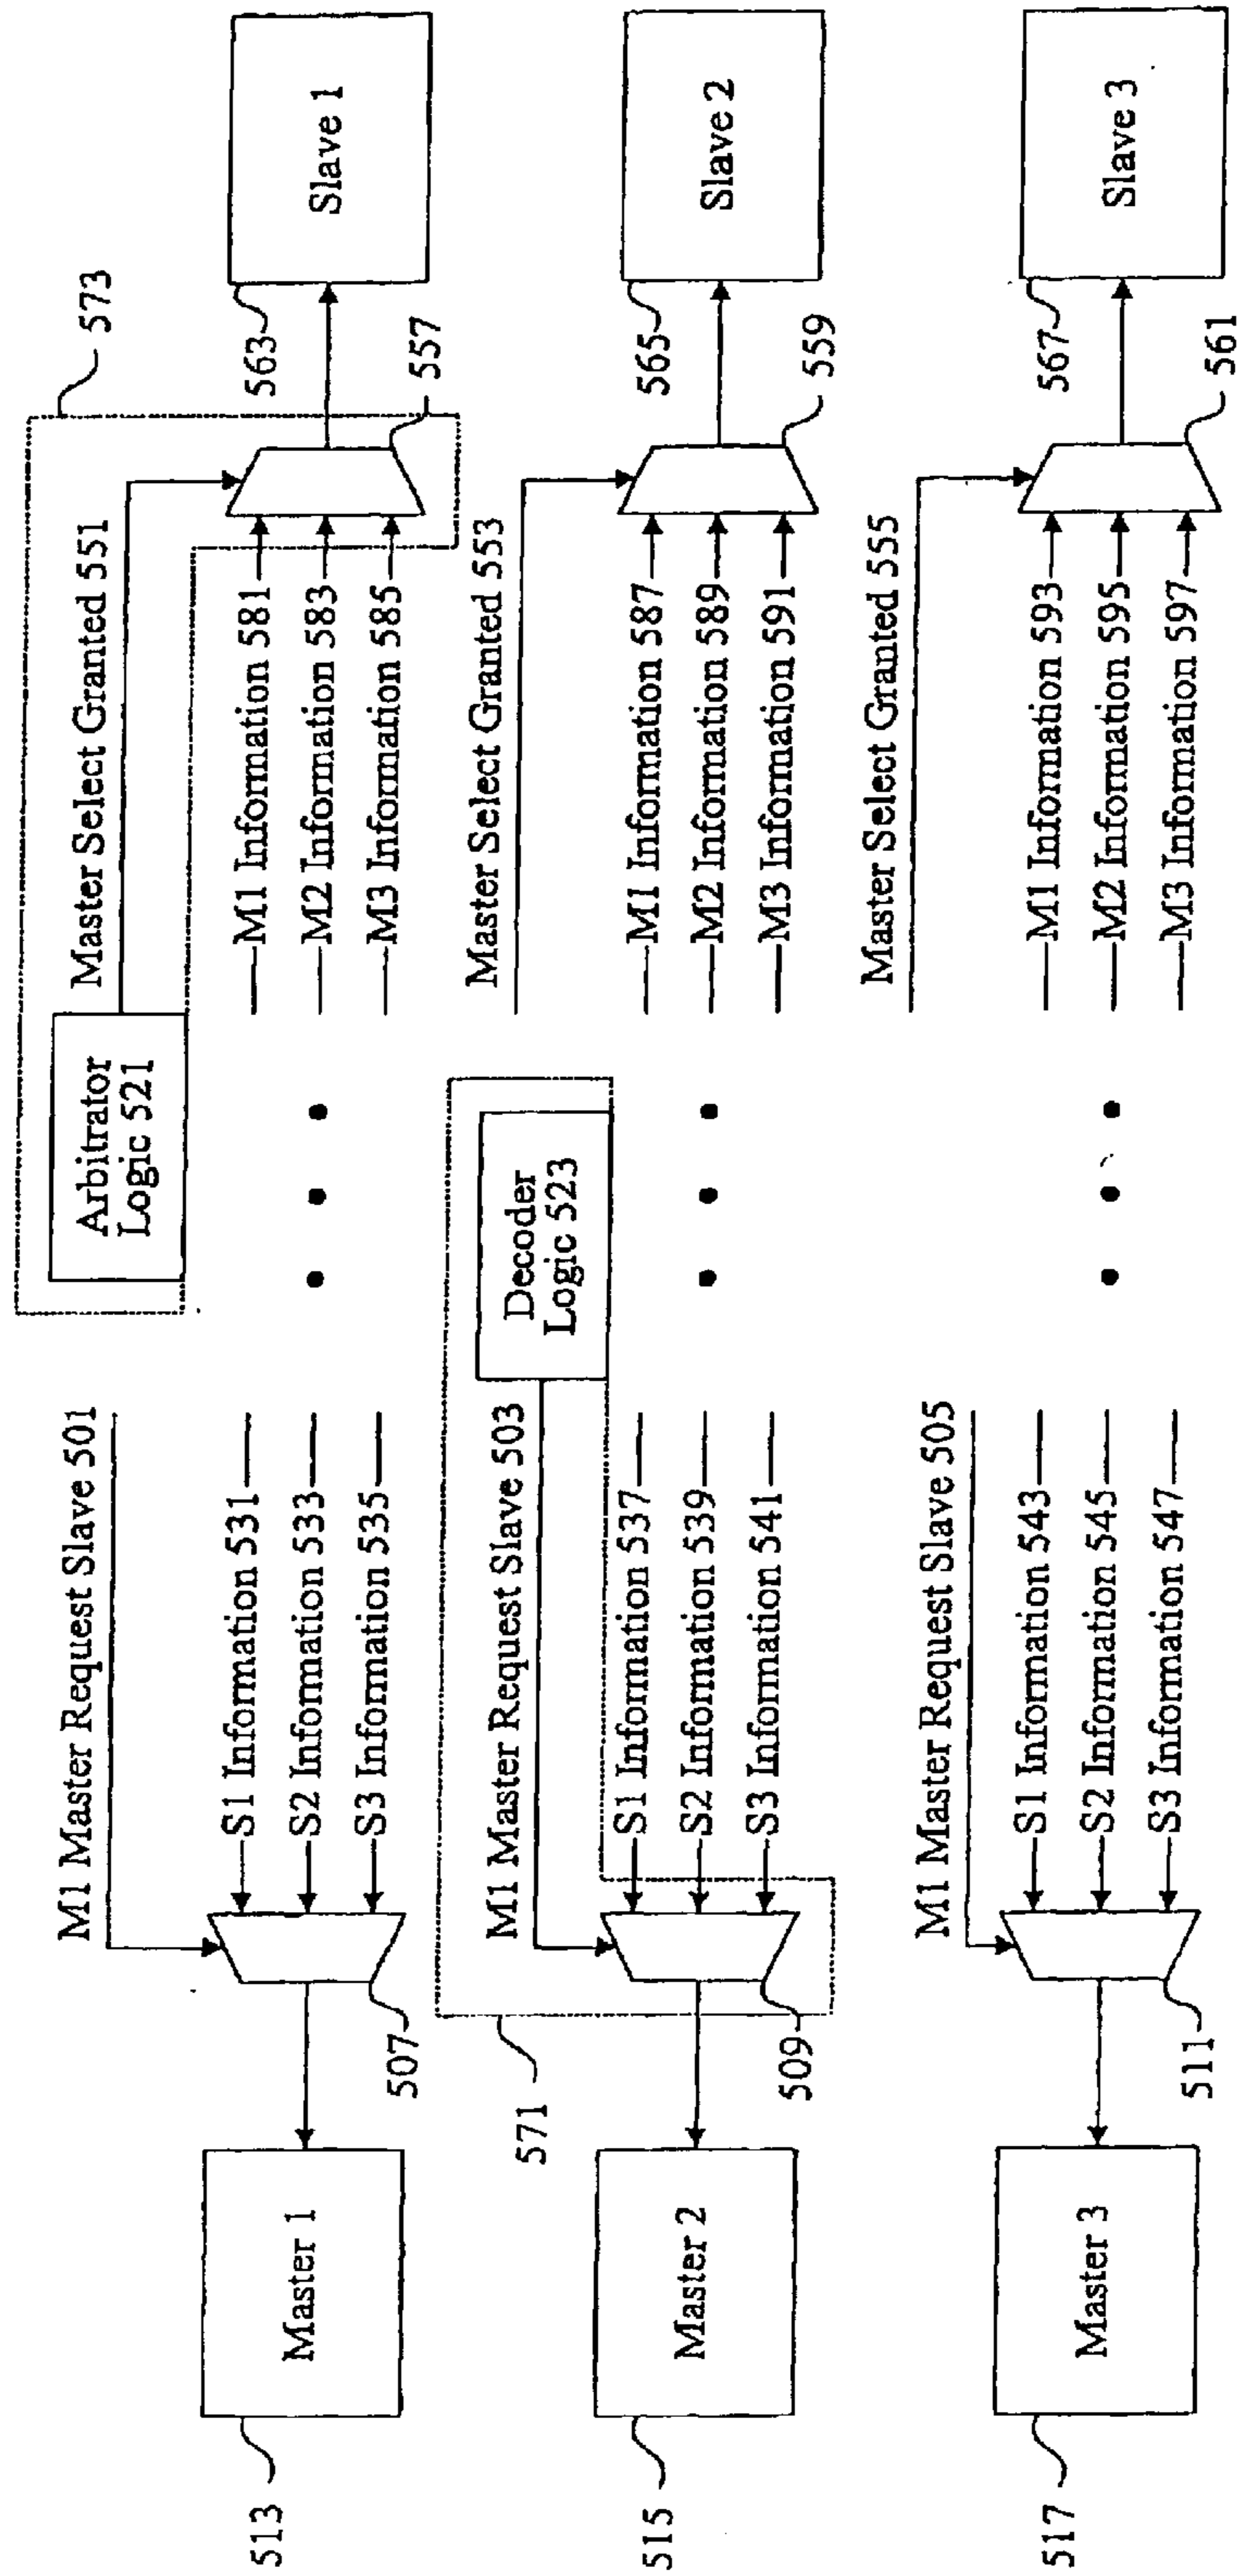 M1 Master Request Slave 501
S1 Information 531
S2 Information 533
S3 Information 535
507
Master 1
513
Arbitrator
Logic 521
Master Select Granted 551
573
M1 Information 581
M2 Information 583
M3 Information 585
557
563
Slave 1
M1 Master Request Slave 503
S1 Information 537
S2 Information 539
S3 Information 541
509
571
Master 2
515
Decoder
Logic 523
Master Select Granted 553
M1 Information 587
M2 Information 589
M3 Information 591
559
565
Slave 2
M1 Master Request Slave 505
S1 Information 543
S2 Information 545
S3 Information 547
511
Master 3
517
Master Select Granted 555
M1 Information 593
M2 Information 595
M3 Information 597
561
567
Slave 3